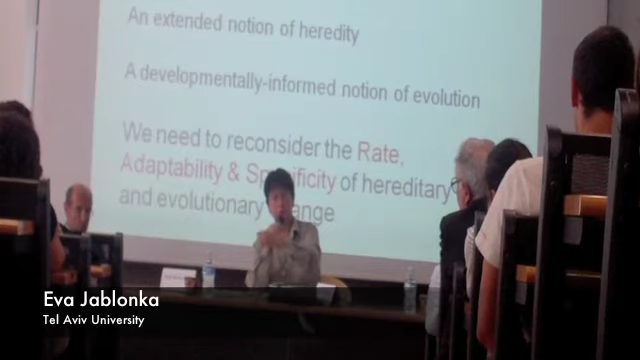 An extended notion of heredity
A developmentally-informed notion of evolution
We need to reconsider the Rate,
Adaptability & Specificity of hereditary
and evolutionary change
Eva Jablonka
Tel Aviv University